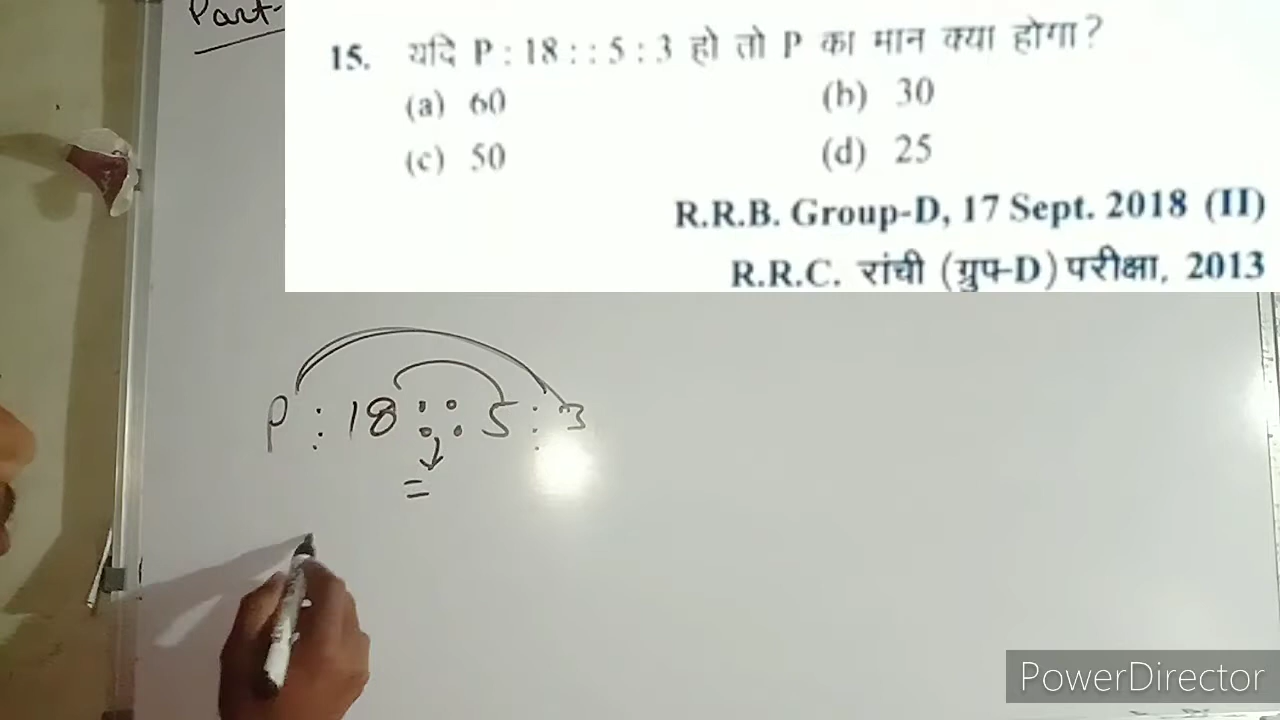 Part-
15. यदि P : 18 : : 5 : 3 हो तो P का मान क्या होगा?
(a) 60 (b) 30
(c) 50 (d) 25
R.R.B. Group-D, 17 Sept. 2018 (II)
R.R.C. रांची (ग्रुप-D) परीक्षा, 2013
P : 18 :: 5 : 3
=
PowerDirector